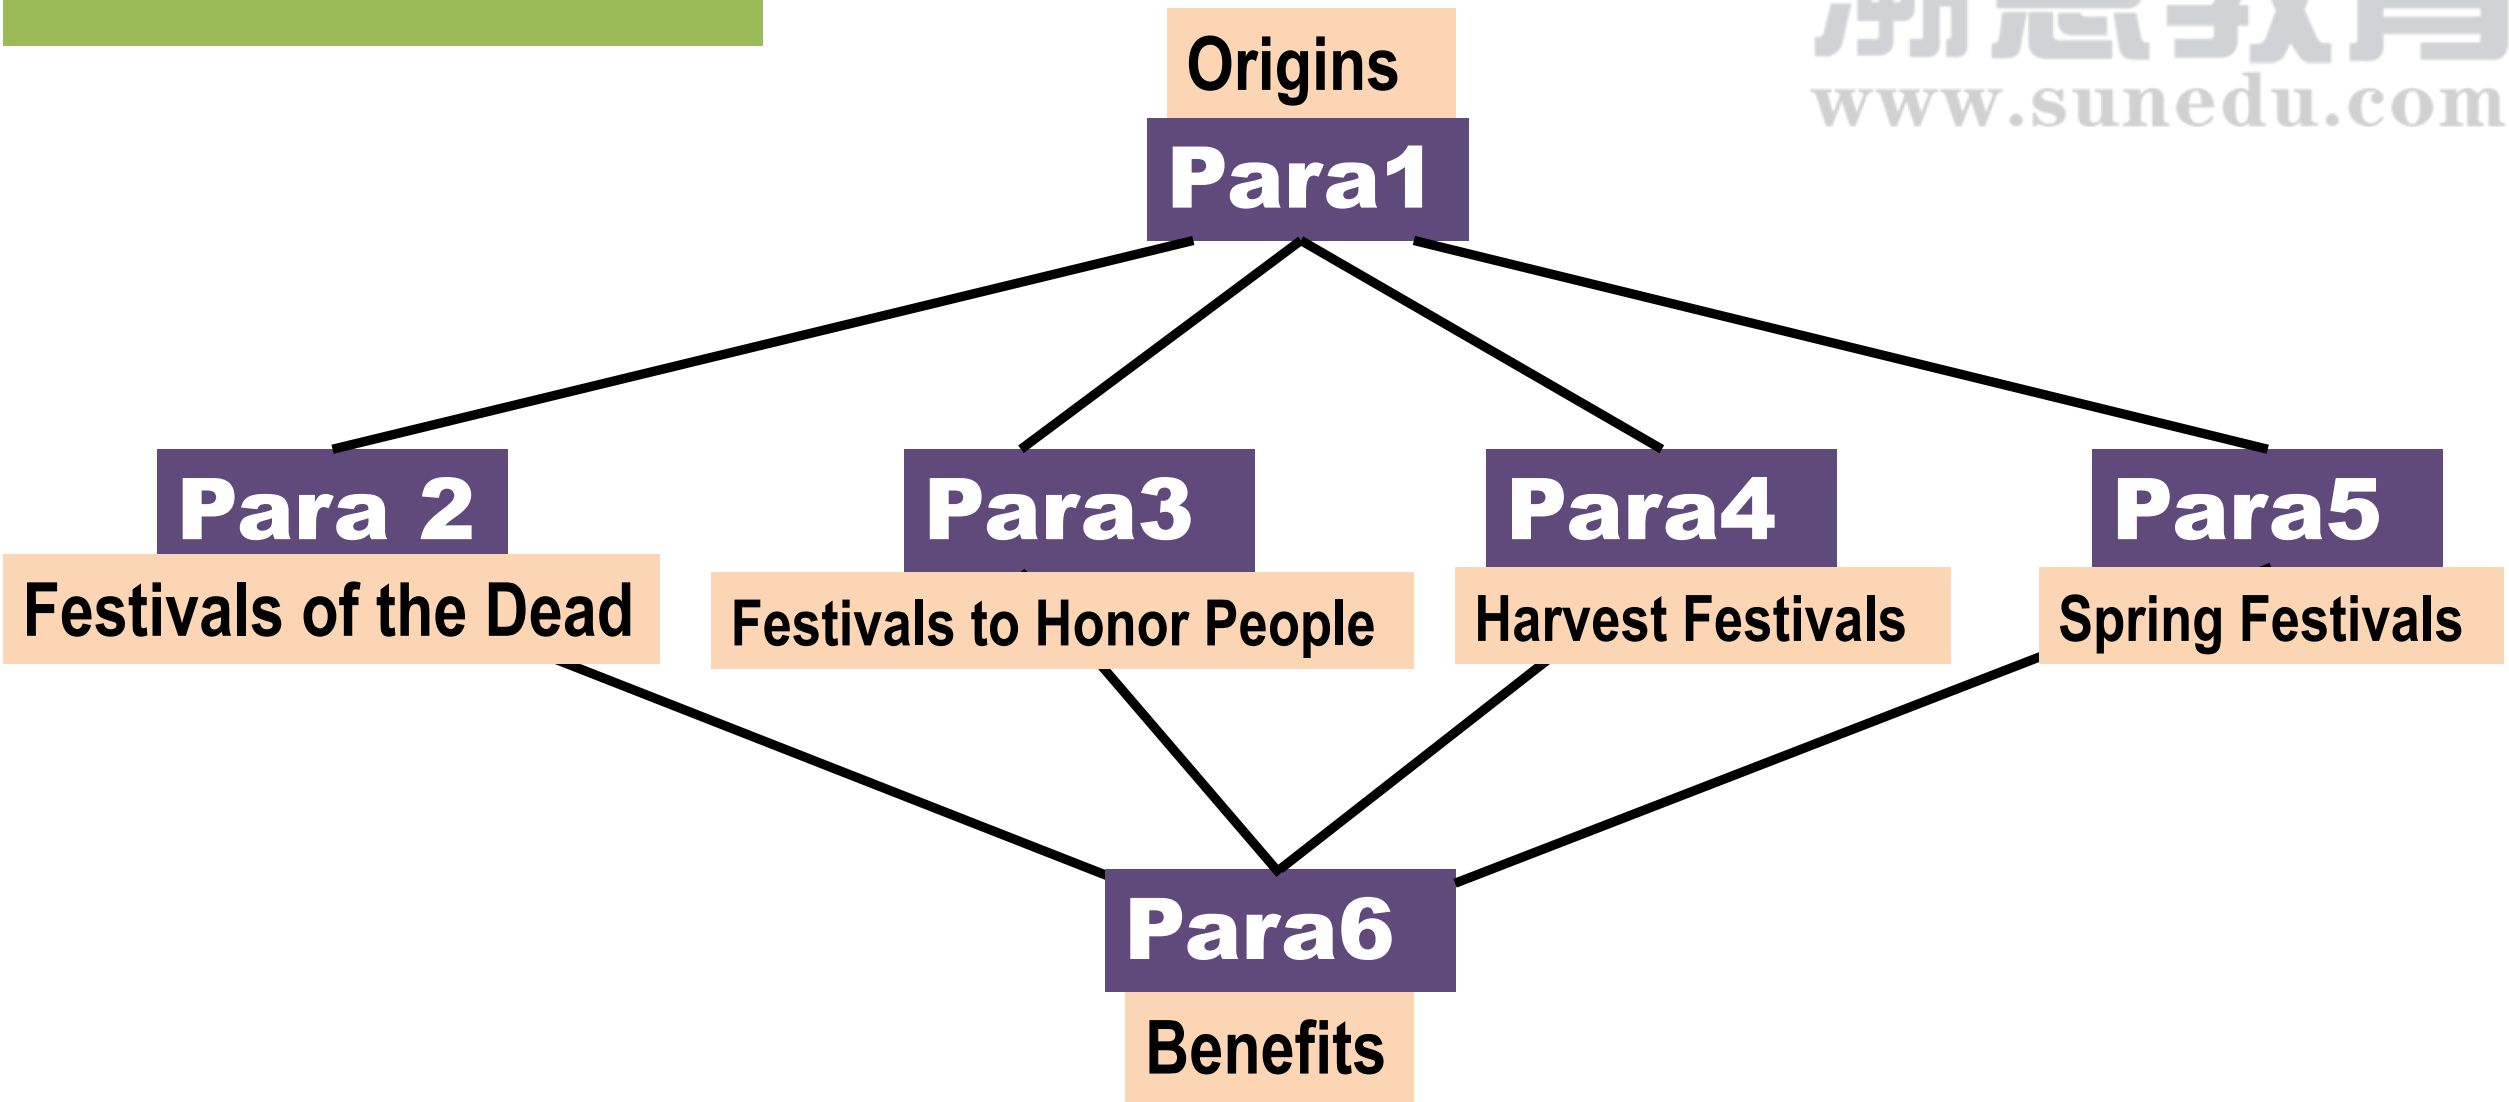 Origins
Para1
www.sunedu.com
Para 2
Para3
Para4
Para5
Festivals of the Dead
Festivals to Honor People
Harvest Festivals
Spring Festivals
Para6
Benefits